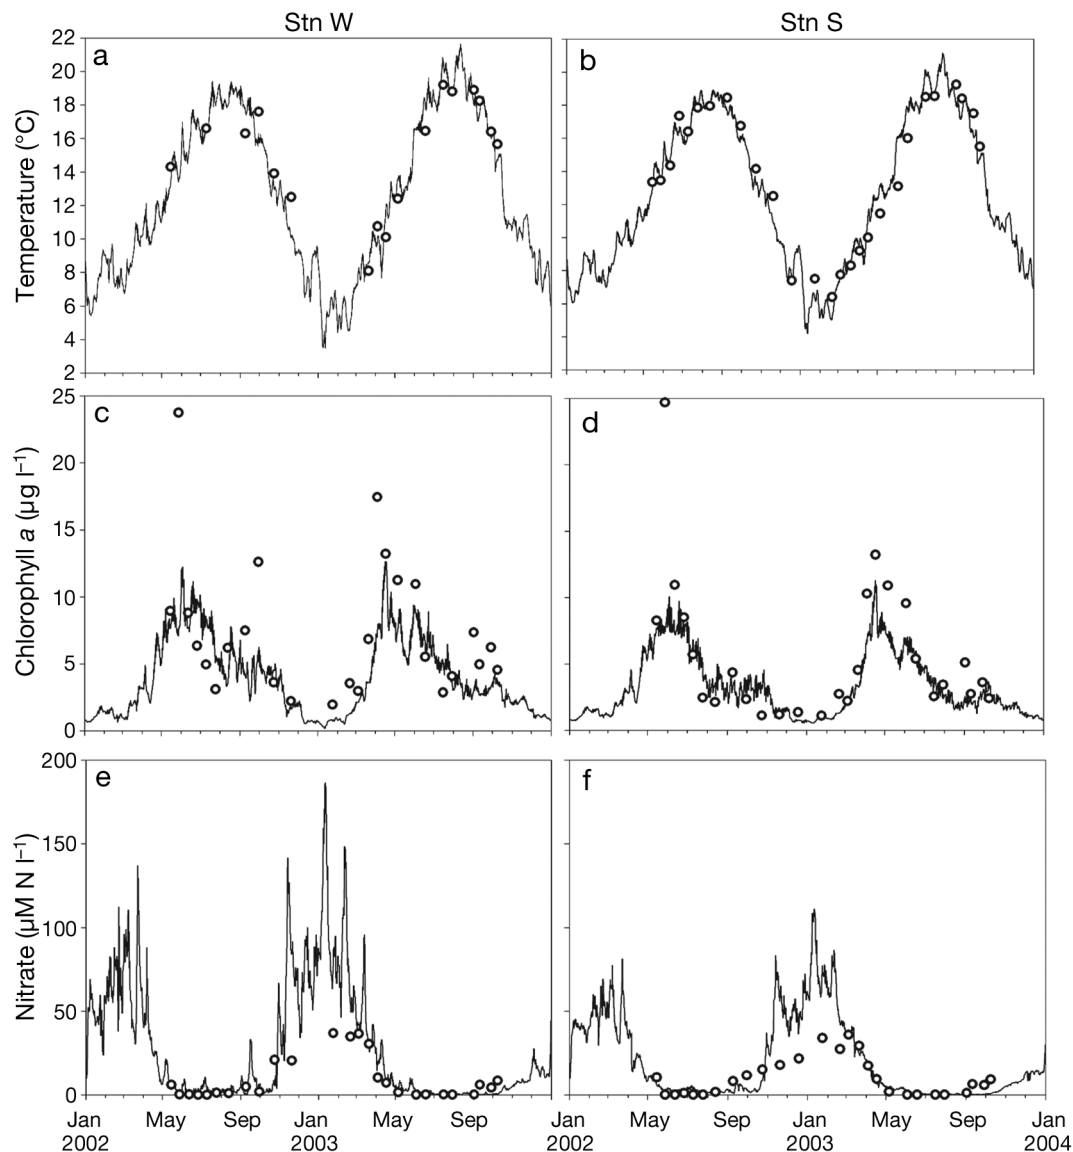 Stn W
Stn S
Temperature (°C)
22
20
18
16
14
12
10
8
6
4
2
a
b
Chlorophyll a (µg l–1)
25
20
15
10
5
0
c
d
Nitrate (µM N l–1)
200
150
100
50
0
e
f
Jan May Sep Jan May Sep Jan May Sep Jan May Sep Jan
2002 2003 2002 2003 2004